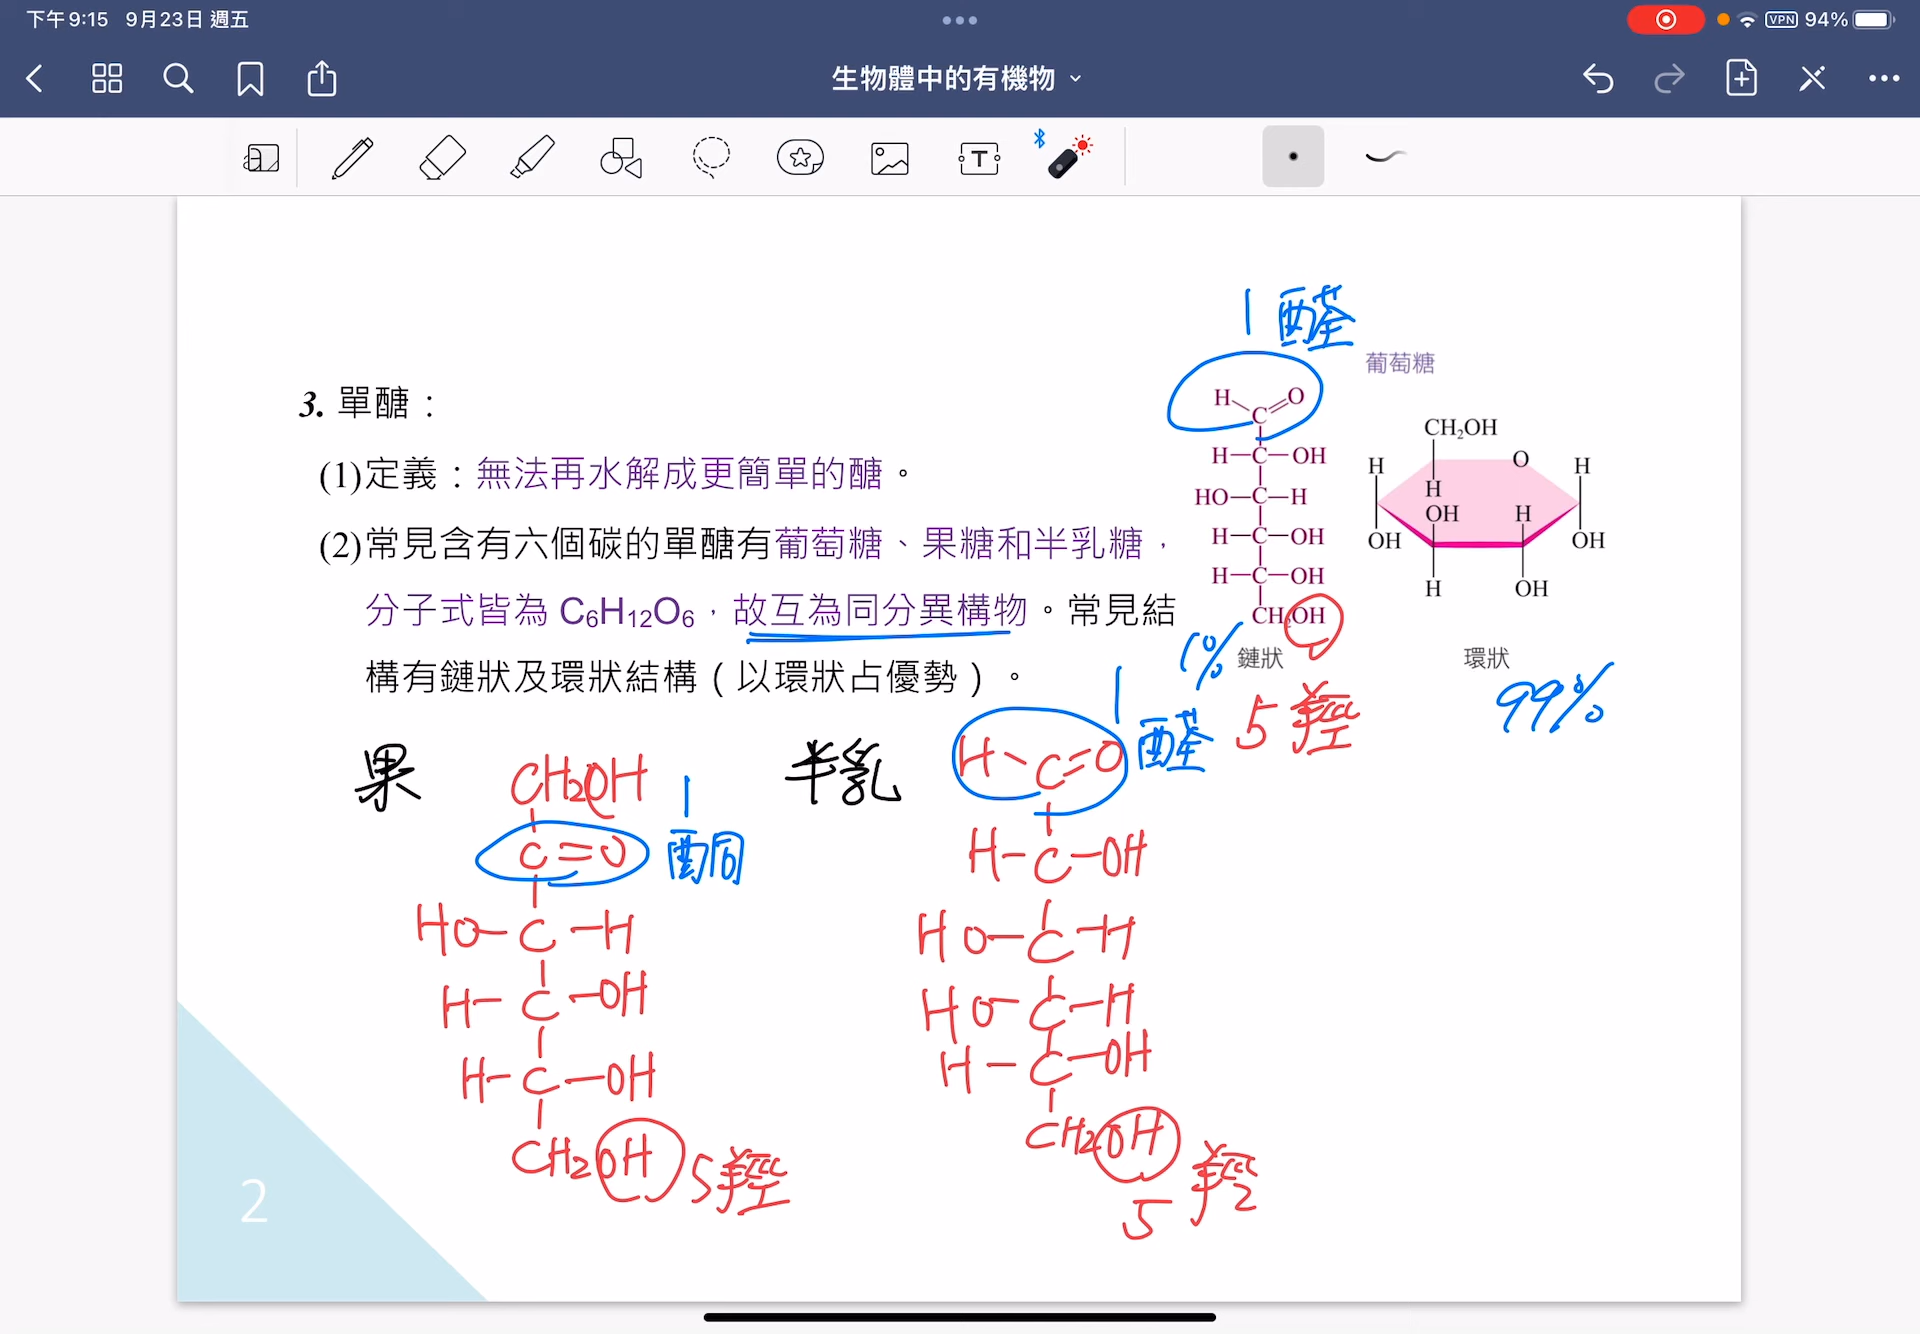 下午9:15 9月23日 週五
VPN 94%
生物體中的有機物
3. 單醣：
(1)定義：無法再水解成更簡單的醣。
(2)常見含有六個碳的單醣有葡萄糖、果糖和半乳糖，
分子式皆為 C6H12O6，故互為同分異構物。常見結
構有鏈狀及環狀結構（以環狀占優勢）。
1 醛
葡萄糖
H C O
H—C—OH
HO—C—H
H—C—OH
H—C—OH
CH2OH
1% 鏈狀
5 羥
CH2OH
H O H
H
OH H
OH OH
H OH
環狀
99%
果
CH2OH
C=O
1 酮
HO—C—H
H—C—OH
H—C—OH
CH2OH
5羥
半乳
H—C=O
1 醛
H—C—OH
HO—C—H
HO—C—H
H—C—OH
CH2OH
5 羥
2